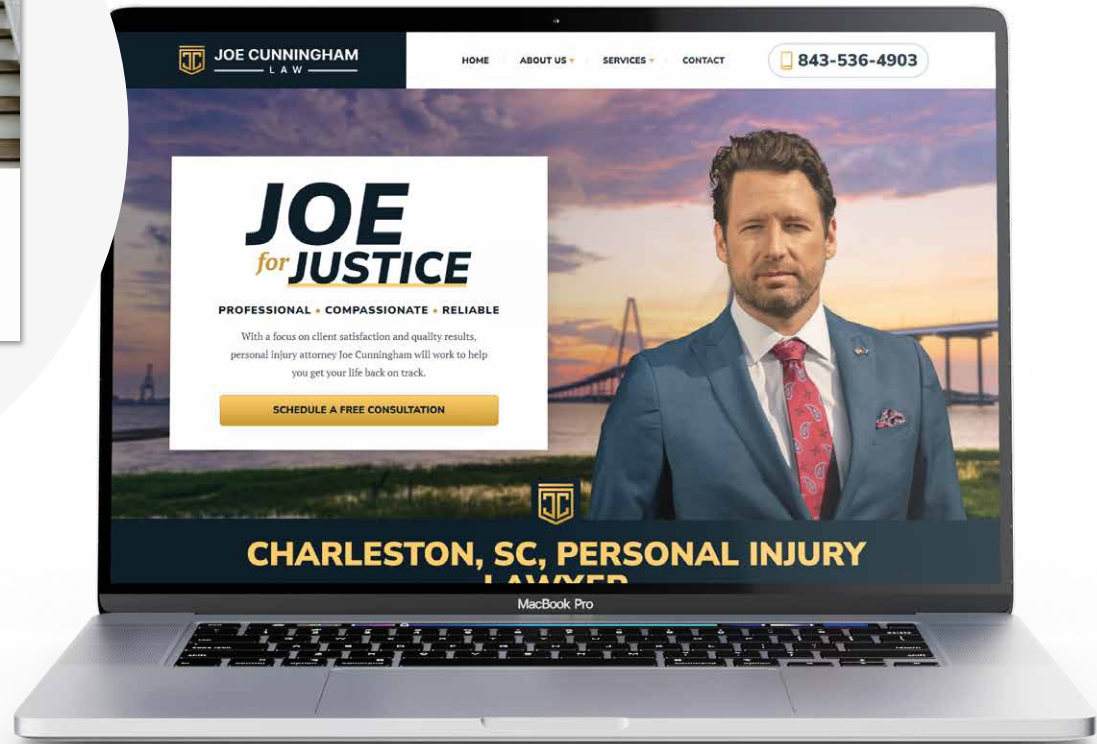 JOE CUNNINGHAM
LAW
HOME ABOUT US SERVICES CONTACT
843-536-4903
JOE
for JUSTICE
PROFESSIONAL • COMPASSIONATE • RELIABLE
With a focus on client satisfaction and quality results,
personal injury attorney Joe Cunningham will work to help
you get your life back on track.
SCHEDULE A FREE CONSULTATION
JC
CHARLESTON, SC, PERSONAL INJURY
LAWYER
MacBook Pro